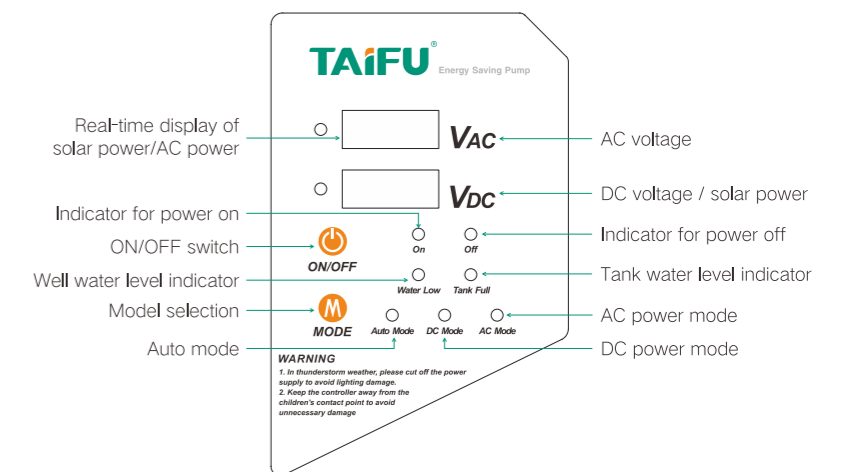 TAiFU®
Energy Saving Pump
Real-time display of
solar power/AC power
VAC
AC voltage
VDC
DC voltage / solar power
Indicator for power on
On
Off
Indicator for power off
ON/OFF switch
ON/OFF
Well water level indicator
Water Low
Tank Full
Tank water level indicator
Model selection
M
MODE
Auto Mode
DC Mode
AC Mode
AC power mode
Auto mode
DC power mode
WARNING
1. In thunderstorm weather, please cut off the power
supply to avoid lighting damage.
2. Keep the controller away from the
children's contact point to avoid
unnecessary damage